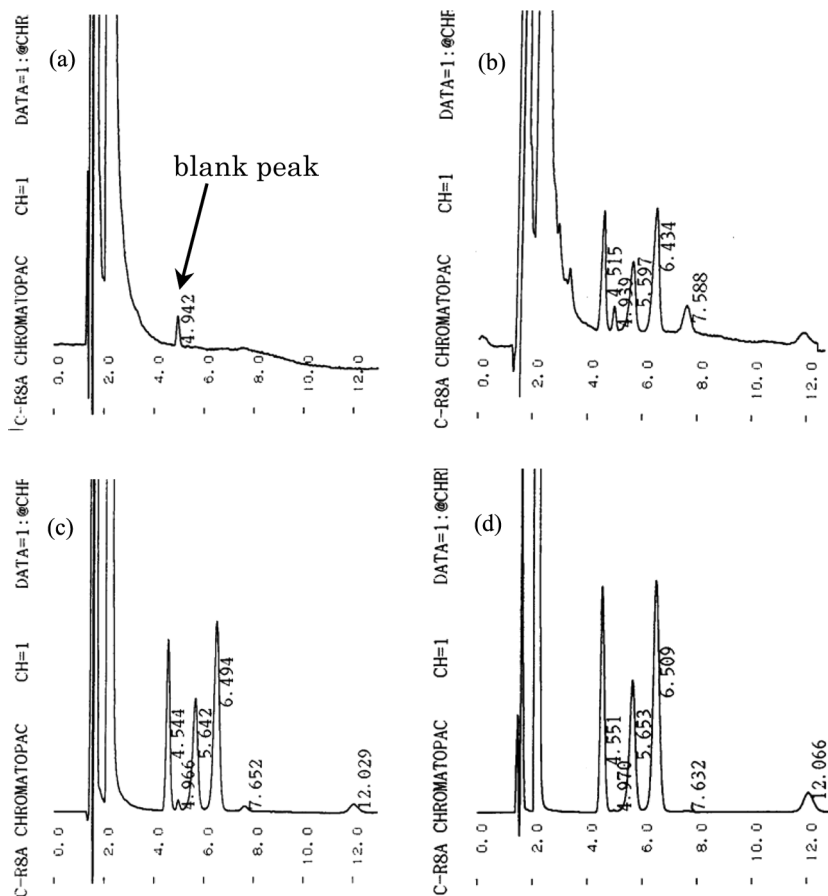 (a)
DATA=1:@CHR
CH=1
C-R8A CHROMATOPAC
blank peak
4.942
0.0
2.0
4.0
6.0
8.0
10.0
12.0
(b)
DATA=1:@CHF
CH=1
C-R8A CHROMATOPAC
4.515
4.939
5.597
6.434
7.588
0.0
2.0
4.0
6.0
8.0
10.0
12.0
(c)
DATA=1:@CHF
CH=1
C-R8A CHROMATOPAC
4.544
4.966
5.642
6.494
7.652
12.029
0.0
2.0
4.0
6.0
8.0
10.0
12.0
(d)
DATA=1:@CHR
CH=1
C-R8A CHROMATOPAC
4.551
4.970
5.653
6.509
7.632
12.066
0.0
2.0
4.0
6.0
8.0
10.0
12.0